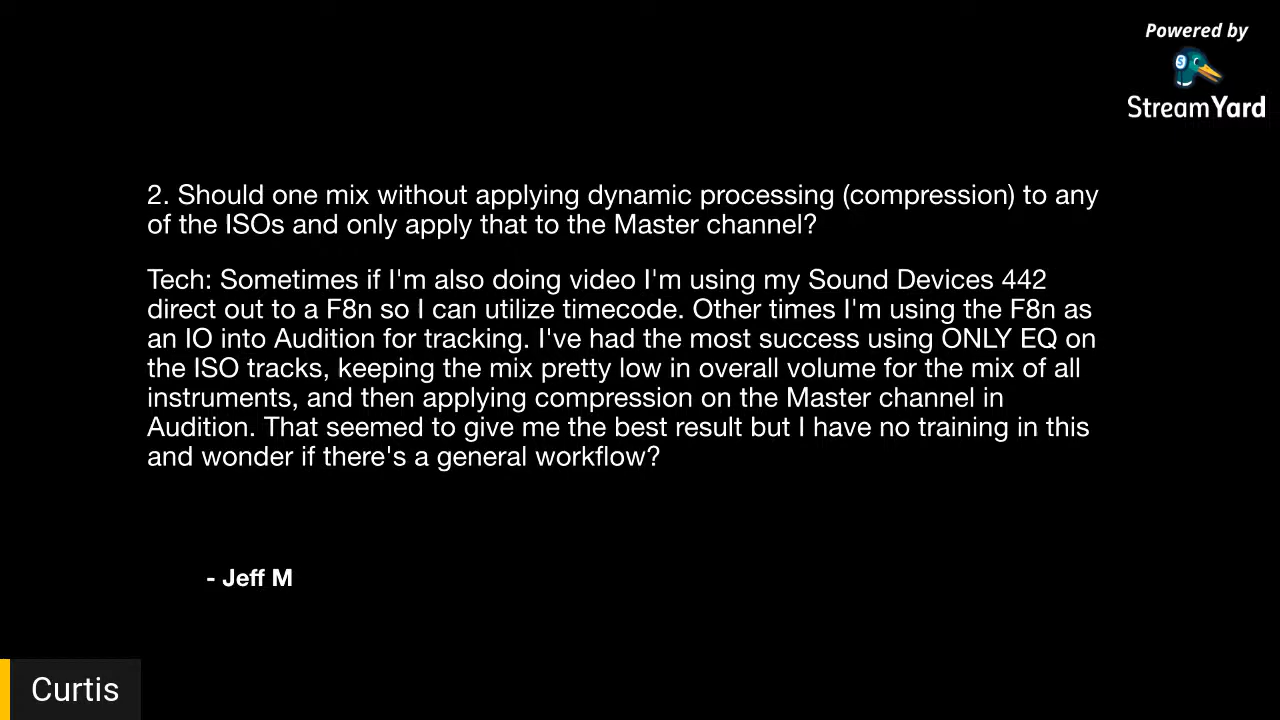 Powered by
S
StreamYard
2. Should one mix without applying dynamic processing (compression) to any
of the ISOs and only apply that to the Master channel?
Tech: Sometimes if I'm also doing video I'm using my Sound Devices 442
direct out to a F8n so I can utilize timecode. Other times I'm using the F8n as
an IO into Audition for tracking. I've had the most success using ONLY EQ on
the ISO tracks, keeping the mix pretty low in overall volume for the mix of all
instruments, and then applying compression on the Master channel in
Audition. That seemed to give me the best result but I have no training in this
and wonder if there's a general workflow?
- Jeff M
Curtis